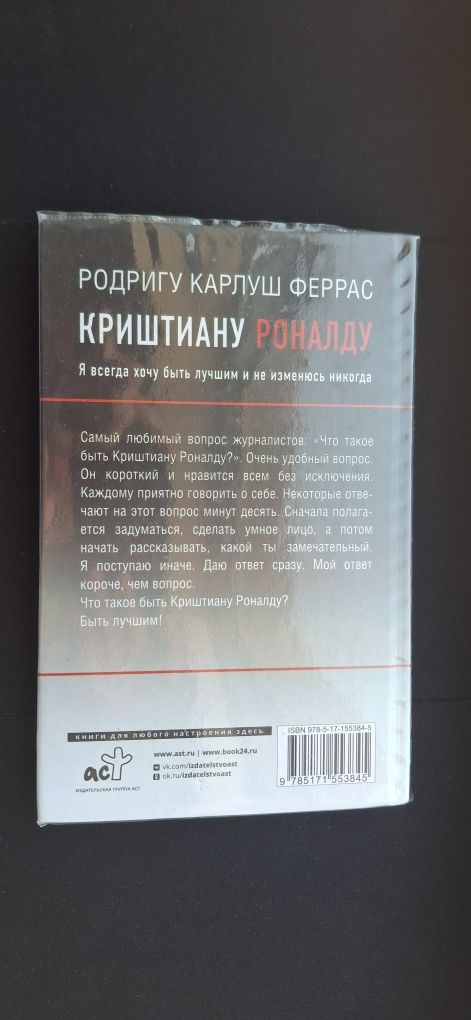 РОДРИГУ КАРЛУШ ФЕРРАС
КРИШТИАНУ РОНАЛДУ
Я всегда хочу быть лучшим и не изменюсь никогда
Самый любимый вопрос журналистов: «Что такое
быть Криштиану Роналду?». Очень удобный вопрос.
Он короткий и нравится всем без исключения.
Каждому приятно говорить о себе. Некоторые отве-
чают на этот вопрос минут десять. Сначала полага-
ется задуматься, сделать умное лицо, а потом
начать рассказывать, какой ты замечательный.
Я поступаю иначе. Даю ответ сразу. Мой ответ
короче, чем вопрос.
Что такое быть Криштиану Роналду?
Быть лучшим!
книги для любого настроения здесь
www.ast.ru | www.book24.ru
vk.com/izdatelstvoast
ok.ru/izdatelstvoast
аст
ИЗДАТЕЛЬСКАЯ ГРУППА АСТ
ISBN 978-5-17-155384-5
9 785171 553845